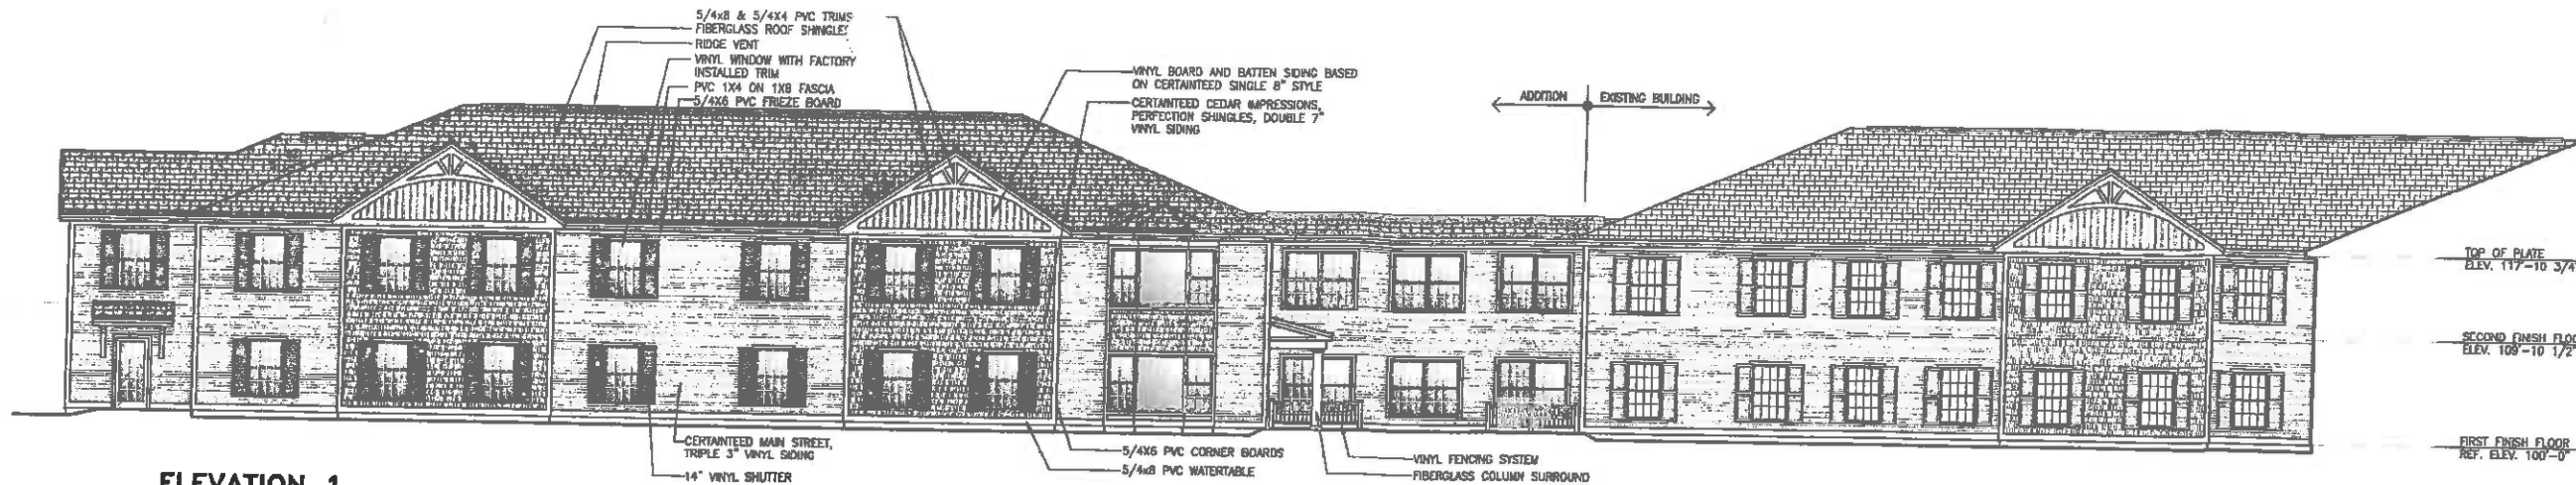 5/4x8 & 5/4X4 PVC TRIMS
FIBERGLASS ROOF SHINGLES
RIDGE VENT
VINYL WINDOW WITH FACTORY
INSTALLED TRIM
PVC 1X4 ON 1X8 FASCIA
5/4X6 PVC FRIEZE BOARD
VINYL BOARD AND BATTEN SIDING BASED
ON CERTAINTEED SINGLE 8" STYLE
CERTAINTEED CEDAR IMPRESSIONS,
PERFECTION SHINGLES, DOUBLE 7"
VINYL SIDING
ADDITION
EXISTING BUILDING
TOP OF PLATE
ELEV. 117'-10 3/4"
SECOND FINISH FLOO
ELEV. 109'-10 1/2"
FIRST FINISH FLOOR
REF. ELEV. 100'-0"
CERTAINTEED MAIN STREET,
TRIPLE 3" VINYL SIDING
14" VINYL SHUTTER
5/4X6 PVC CORNER BOARDS
5/4x8 PVC WATERTABLE
VINYL FENCING SYSTEM
FIBERGLASS COLUMN SURROUND
ELEVATION 1